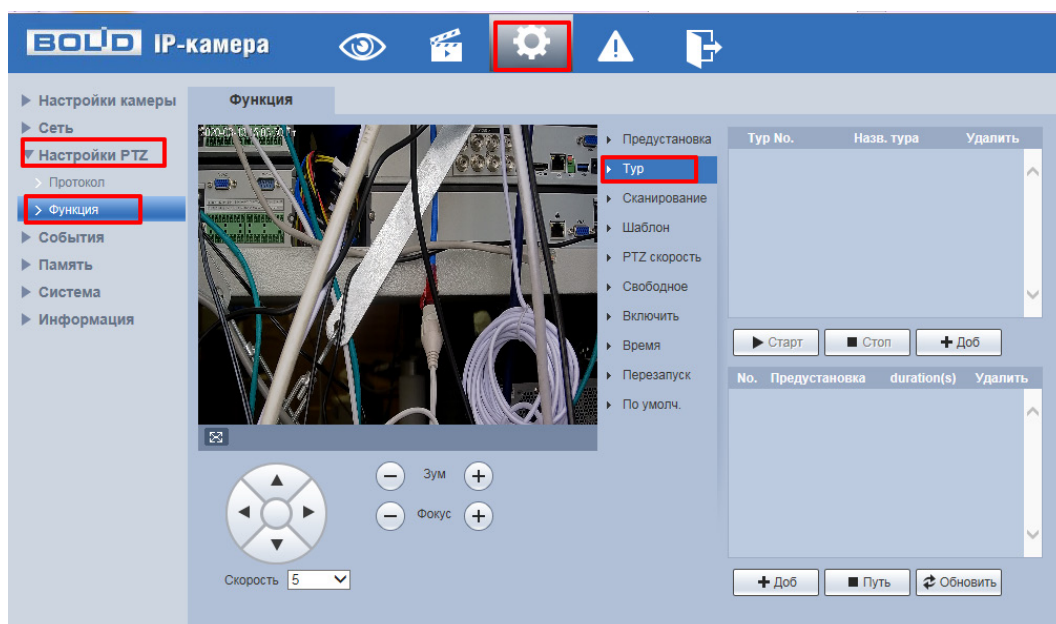 BOLID IP-камера
Настройки камеры
Сеть
Настройки PTZ
Протокол
Функция
События
Память
Система
Информация
Функция
Предустановка
Тур
Сканирование
Шаблон
PTZ скорость
Свободное
Включить
Время
Перезапуск
По умолч.
Зум
Фокус
Скорость 5
Тур No. Назв. тура Удалить
Старт Стоп Доб
No. Предустановка duration(s) Удалить
Доб Путь Обновить